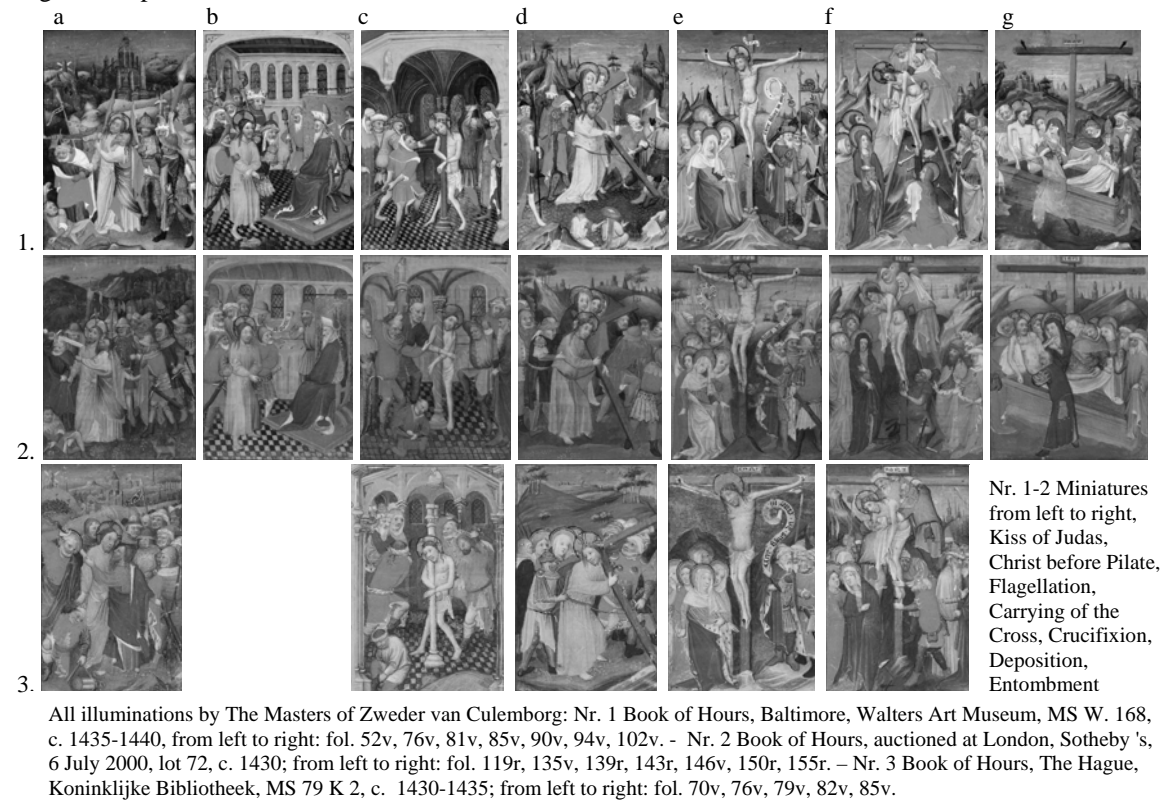 a b c d e f g
1.
2.
3.
Nr. 1-2 Miniatures
from left to right,
Kiss of Judas,
Christ before Pilate,
Flagellation,
Carrying of the
Cross, Crucifixion,
Deposition,
Entombment
All illuminations by The Masters of Zweder van Culemborg: Nr. 1 Book of Hours, Baltimore, Walters Art Museum, MS W. 168,
c. 1435-1440, from left to right: fol. 52v, 76v, 81v, 85v, 90v, 94v, 102v. - Nr. 2 Book of Hours, auctioned at London, Sotheby 's,
6 July 2000, lot 72, c. 1430; from left to right: fol. 119r, 135v, 139r, 143r, 146v, 150r, 155r. – Nr. 3 Book of Hours, The Hague,
Koninklijke Bibliotheek, MS 79 K 2, c. 1430-1435; from left to right: fol. 70v, 76v, 79v, 82v, 85v.